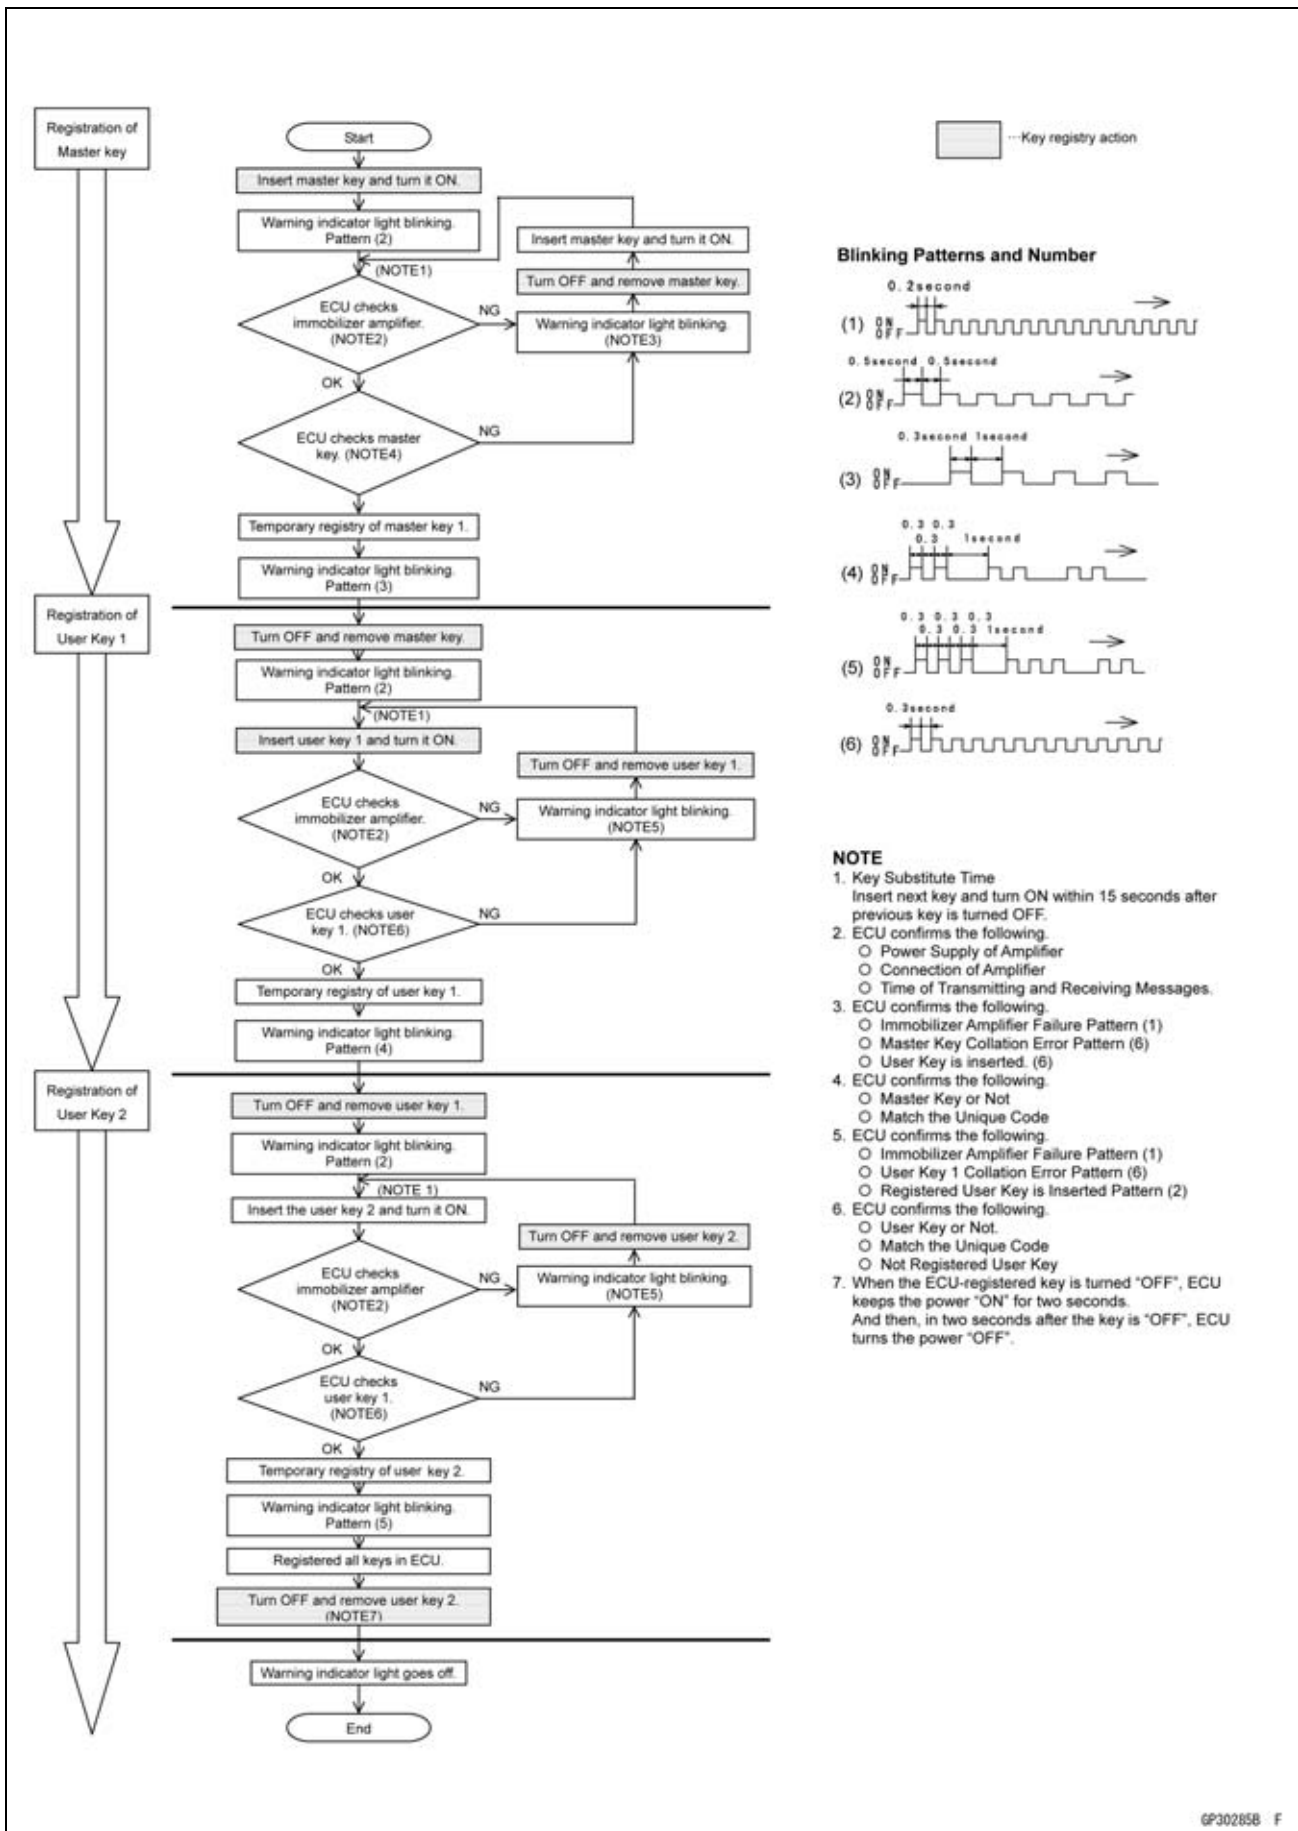 Registration of
Master key
Start
Insert master key and turn it ON.
Warning indicator light blinking.
Pattern (2)
(NOTE1)
ECU checks
immobilizer amplifier.
(NOTE2)
NG
OK
Insert master key and turn it ON.
Turn OFF and remove master key.
Warning indicator light blinking.
(NOTE3)
ECU checks master
key. (NOTE4)
NG
Temporary registry of master key 1.
Warning indicator light blinking.
Pattern (3)
Registration of
User Key 1
Turn OFF and remove master key.
Warning indicator light blinking.
Pattern (2)
(NOTE1)
Insert user key 1 and turn it ON.
ECU checks
immobilizer amplifier.
(NOTE2)
NG
OK
Turn OFF and remove user key 1.
Warning indicator light blinking.
(NOTE5)
ECU checks user
key 1. (NOTE6)
NG
OK
Temporary registry of user key 1.
Warning indicator light blinking.
Pattern (4)
Registration of
User Key 2
Turn OFF and remove user key 1.
Warning indicator light blinking.
Pattern (2)
(NOTE 1)
Insert the user key 2 and turn it ON.
ECU checks
immobilizer amplifier
(NOTE2)
NG
OK
Turn OFF and remove user key 2.
Warning indicator light blinking.
(NOTE5)
ECU checks
user key 1.
(NOTE6)
NG
OK
Temporary registry of user key 2.
Warning indicator light blinking.
Pattern (5)
Registered all keys in ECU.
Turn OFF and remove user key 2.
(NOTE7)
Warning indicator light goes off.
End
···Key registry action
Blinking Patterns and Number
0.2second
(1) ON
OFF
0.5second 0.5second
(2) ON
OFF
0.3second 1second
(3) ON
OFF
0.3 0.3
0.3 1second
(4) ON
OFF
0.3 0.3 0.3
0.3 0.3 1second
(5) ON
OFF
0.3second
(6) ON
OFF
NOTE
1. Key Substitute Time
Insert next key and turn ON within 15 seconds after
previous key is turned OFF.
2. ECU confirms the following.
○ Power Supply of Amplifier
○ Connection of Amplifier
○ Time of Transmitting and Receiving Messages.
3. ECU confirms the following.
○ Immobilizer Amplifier Failure Pattern (1)
○ Master Key Collation Error Pattern (6)
○ User Key is inserted. (6)
4. ECU confirms the following.
○ Master Key or Not
○ Match the Unique Code
5. ECU confirms the following.
○ Immobilizer Amplifier Failure Pattern (1)
○ User Key 1 Collation Error Pattern (6)
○ Registered User Key is Inserted Pattern (2)
6. ECU confirms the following.
○ User Key or Not.
○ Match the Unique Code
○ Not Registered User Key
7. When the ECU-registered key is turned “OFF”, ECU
keeps the power “ON” for two seconds.
And then, in two seconds after the key is “OFF”, ECU
turns the power “OFF”.
GP30285B F